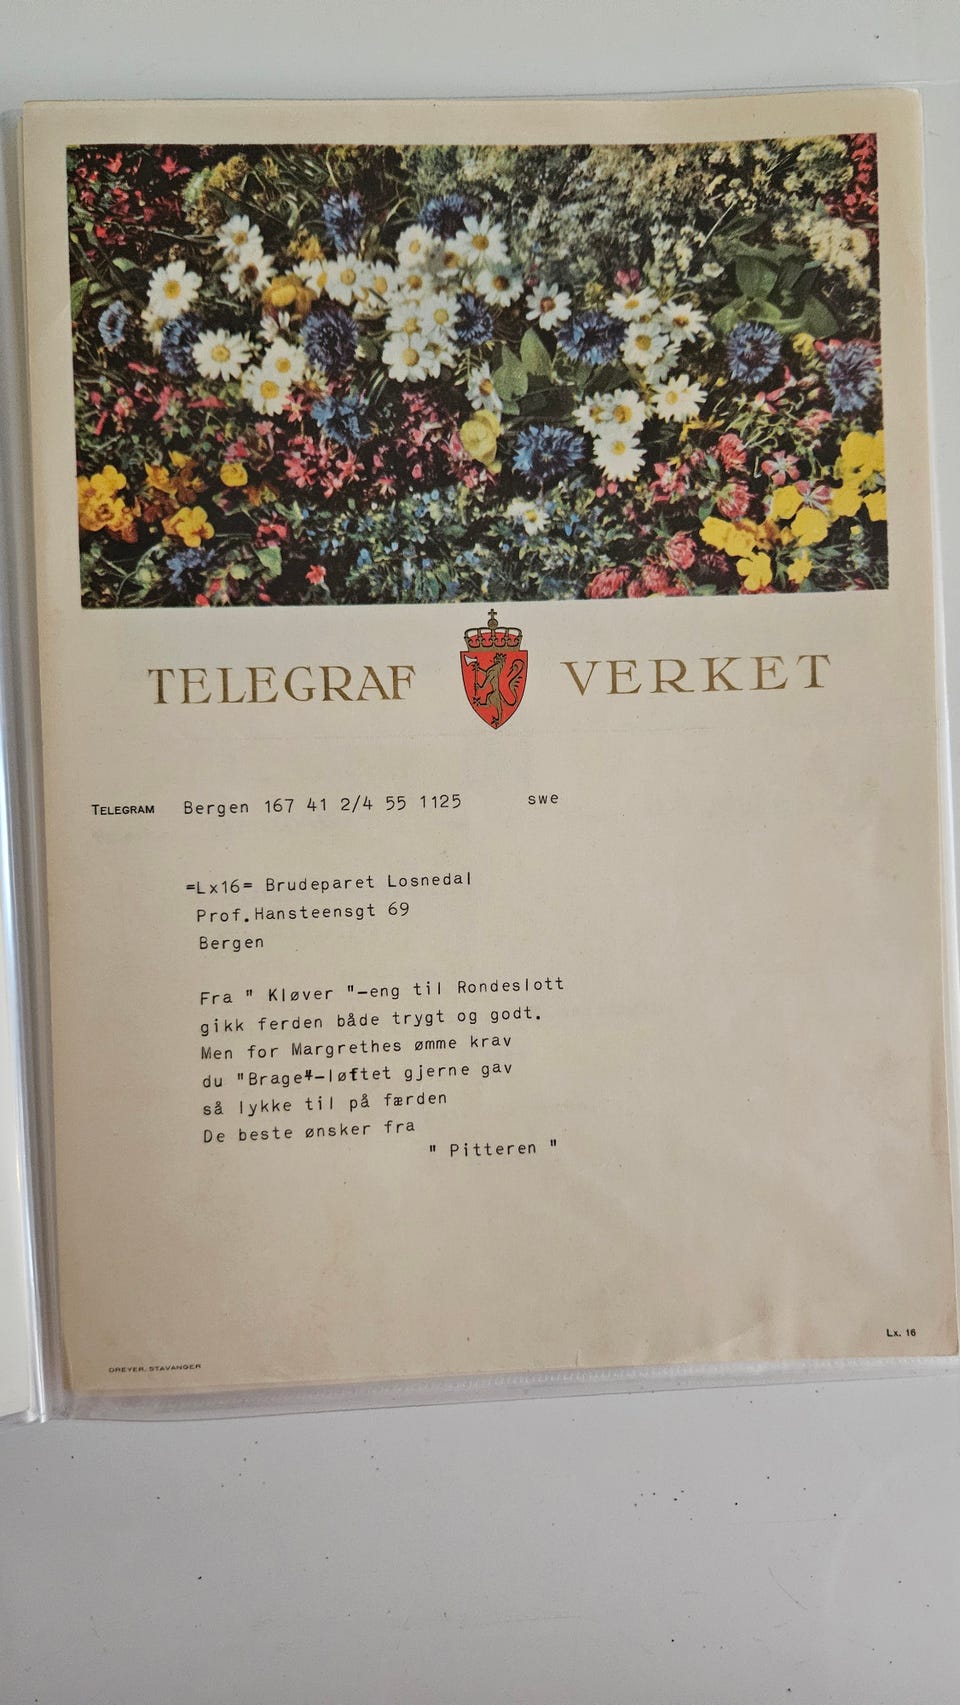 TELEGRAF VERKET
TELEGRAM Bergen 167 41 2/4 55 1125 swe
=Lx16= Brudeparet Losnedal
Prof.Hansteensgt 69
Bergen
Fra " Kløver "-eng til Rondeslott
gikk ferden både trygt og godt.
Men for Margrethes ømme krav
du "Brage"-løftet gjerne gav
så lykke til på færden
De beste ønsker fra
" Pitteren "
Lx. 16
DREYER, STAVANGER